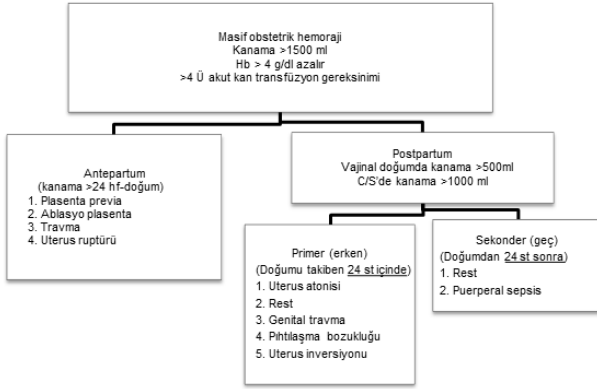 Masif obstetrik hemoraji
Kanama >1500 ml
Hb > 4 g/dl azalır
>4 Ü akut kan transfüzyon gereksinimi
Antepartum
(kanama >24 hf-doğum)
1. Plasenta previa
2. Ablasyo plasenta
3. Travma
4. Uterus ruptürü
Postpartum
Vajinal doğumda kanama >500ml
C/S'de kanama >1000 ml
Primer (erken)
(Doğumu takiben 24 st içinde)
1. Uterus atonisi
2. Rest
3. Genital travma
4. Pıhtılaşma bozukluğu
5. Uterus inversiyonu
Sekonder (geç)
(Doğumdan 24 st sonra)
1. Rest
2. Puerperal sepsis